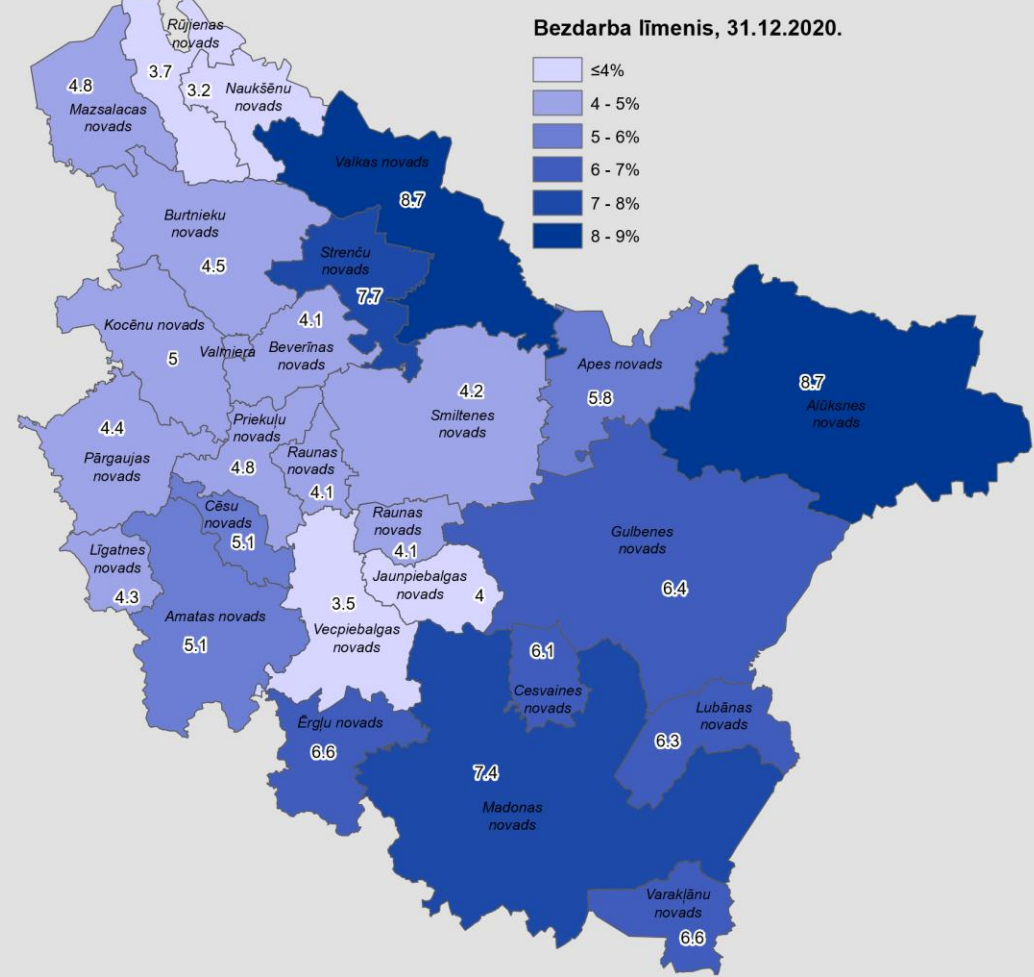 Bezdarba līmenis, 31.12.2020.
≤4%
4 - 5%
5 - 6%
6 - 7%
7 - 8%
8 - 9%
Rūjienas
novads
3.7
3.2
Naukšēnu
novads
4.8
Mazsalacas
novads
Valkas novads
8.7
Burtnieku
novads
4.5
Strenču
novads
7.7
Kocēnu novads
5
Valmiera
4.1
Beverīnas
novads
Apes novads
5.8
8.7
Alūksnes
novads
4.2
Smiltenes
novads
4.4
Pārgaujas
novads
Priekuļu
novads
4.8
Raunas
novads
4.1
Cēsu
novads
5.1
Raunas
novads
4.1
Gulbenes
novads
6.4
Līgatnes
novads
4.3
Jaunpiebalgas
novads
4
Amatas novads
5.1
3.5
Vecpiebalgas
novads
6.1
Cesvaines
novads
Lubānas
novads
6.3
Ērgļu novads
6.6
7.4
Madonas
novads
Varakļānu
novads
6.6